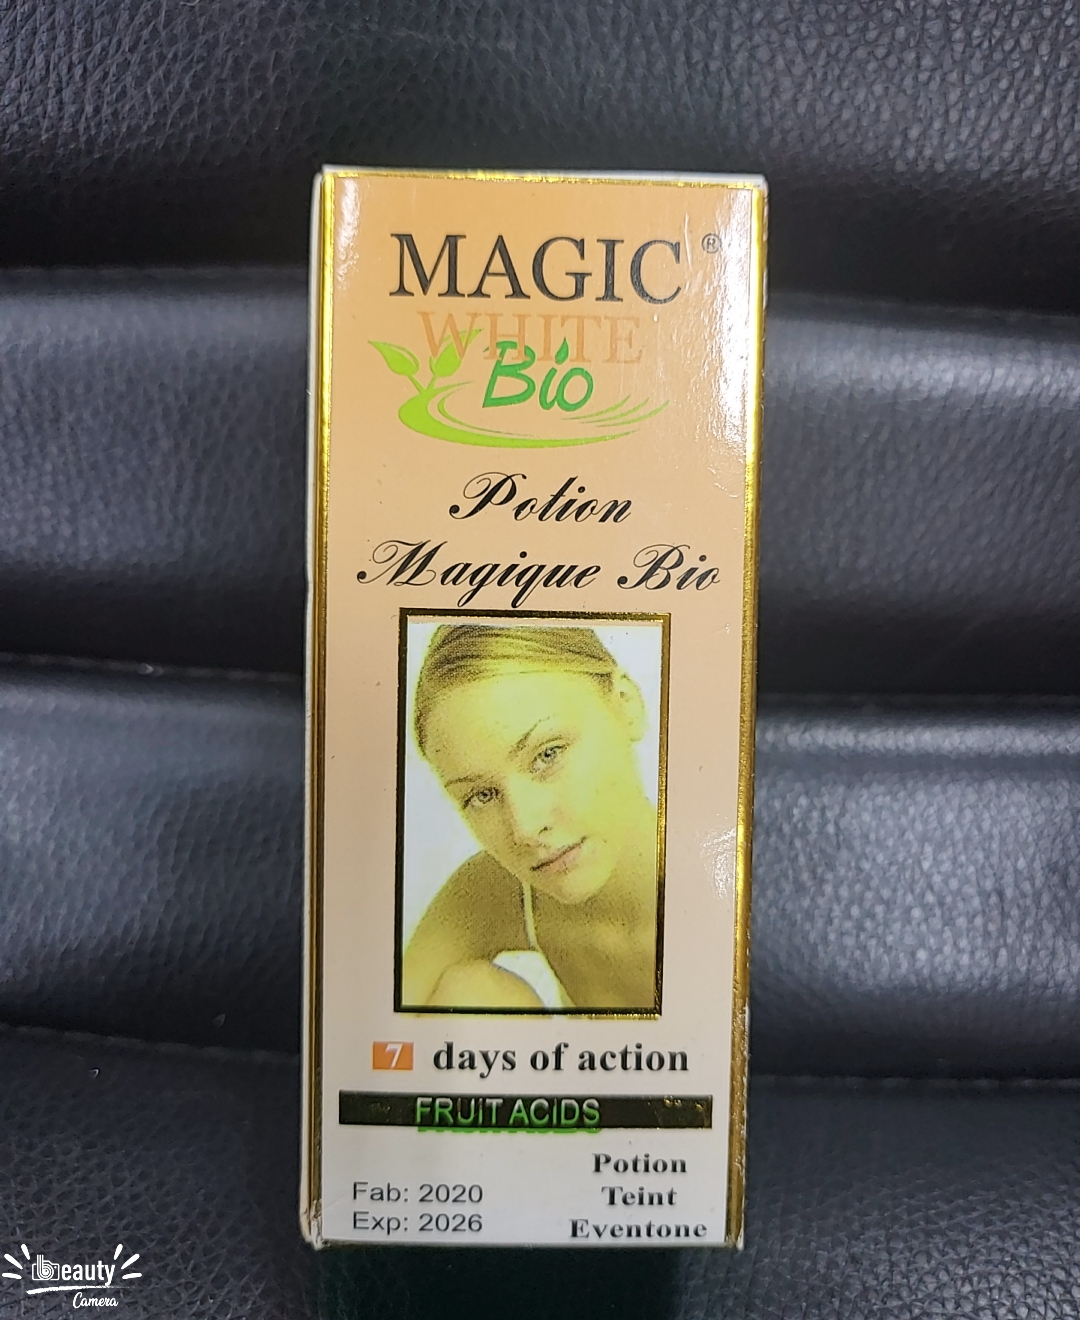 MAGIC ®
WHITE
Bio
Potion
Magique Bio
7 days of action
FRUIT ACIDS
Potion
Fab: 2020 Teint
Exp: 2026 Eventone
beauty
Camera